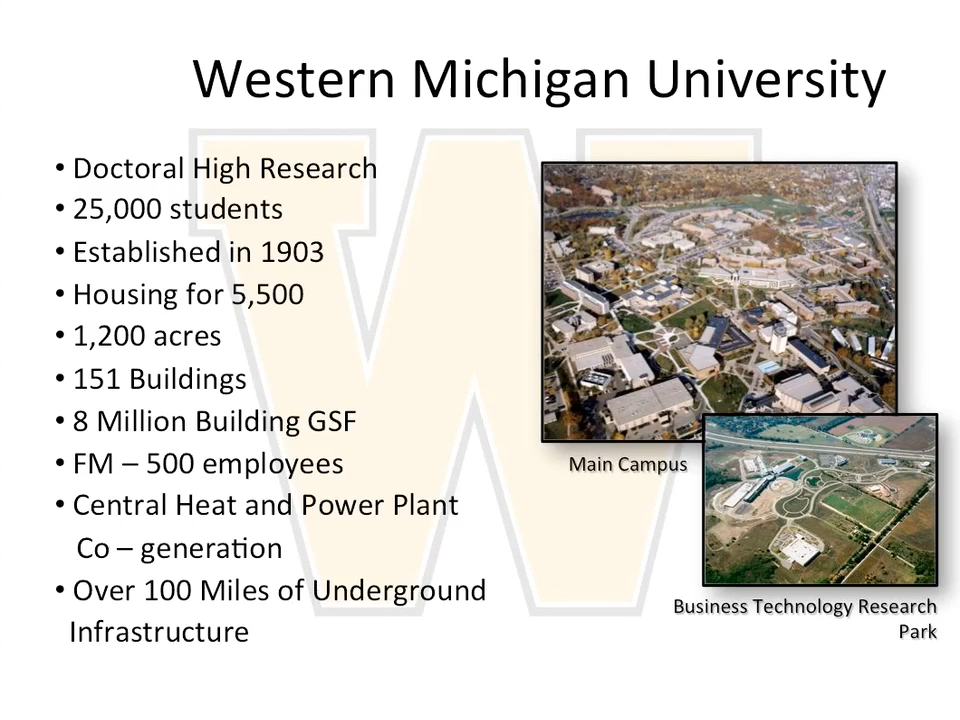 Western Michigan University
• Doctoral High Research
• 25,000 students
• Established in 1903
• Housing for 5,500
• 1,200 acres
• 151 Buildings
• 8 Million Building GSF
• FM – 500 employees
• Central Heat and Power Plant
Co – generation
• Over 100 Miles of Underground
Infrastructure
Main Campus
Business Technology Research
Park
W